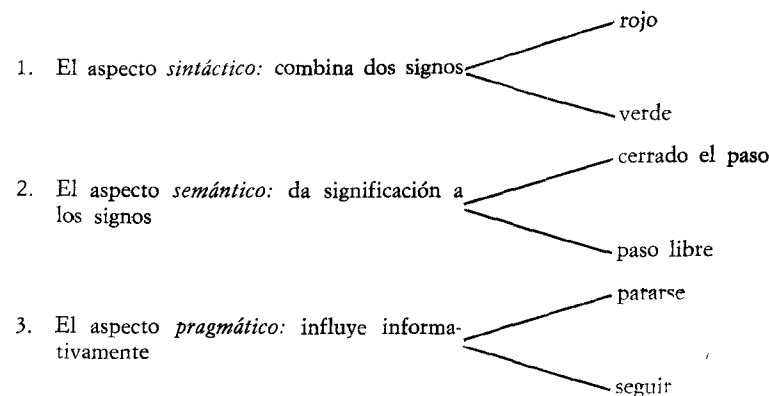 rojo
1. El aspecto sintáctico: combina dos signos
verde
cerrado el paso
2. El aspecto semántico: da significación a
los signos
paso libre
pararse
3. El aspecto pragmático: influye informa-
tivamente
seguir